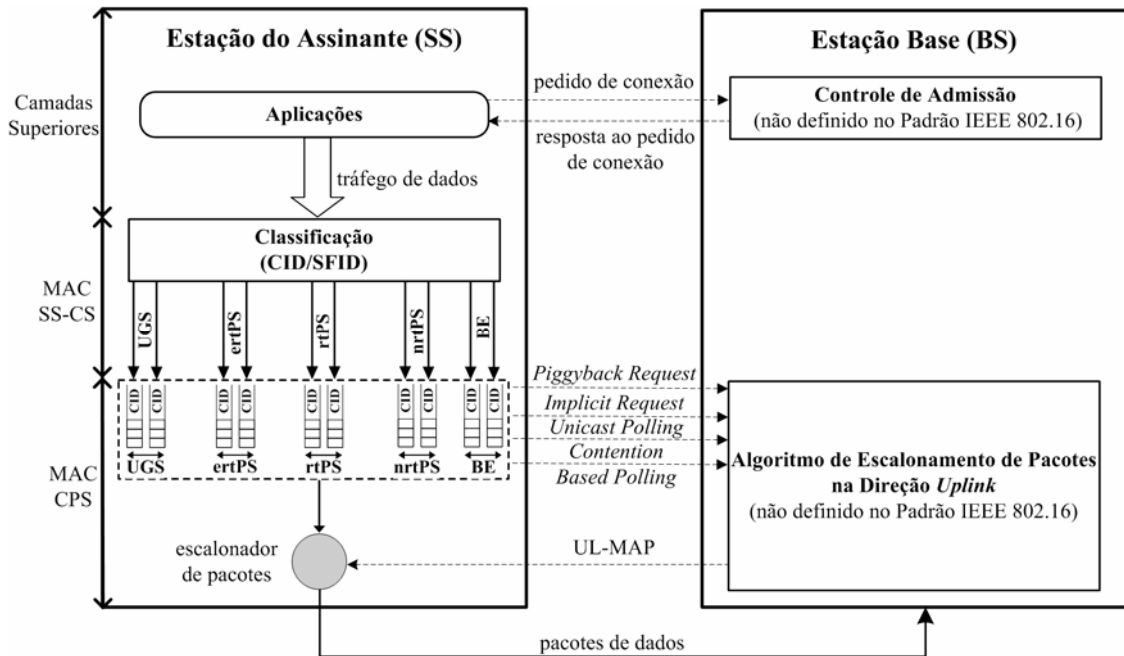 Estação do Assinante (SS)
Estação Base (BS)
Camadas
Superiores
Aplicações
pedido de conexão
resposta ao pedido
de conexão
Controle de Admissão
(não definido no Padrão IEEE 802.16)
tráfego de dados
MAC
SS-CS
Classificação
(CID/SFID)
UGS
ertPS
rtPS
nrtPS
BE
MAC
CPS
CID
CID
CID
CID
CID
CID
CID
CID
CID
CID
UGS
ertPS
rtPS
nrtPS
BE
Piggyback Request
Implicit Request
Unicast Polling
Contention
Based Polling
Algoritmo de Escalonamento de Pacotes
na Direção Uplink
(não definido no Padrão IEEE 802.16)
escalonador
de pacotes
UL-MAP
pacotes de dados